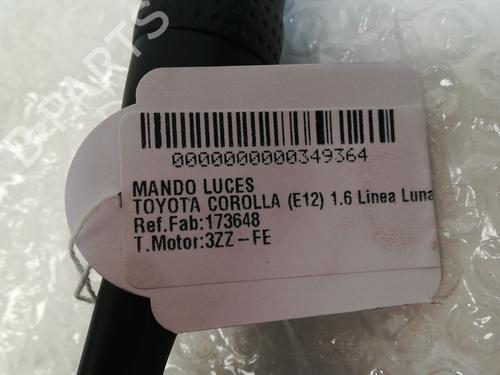 B-PARTS
0000000000349364
MANDO LUCES
TOYOTA COROLLA (E12) 1.6 Linea Luna
Ref.Fab:173648
T.Motor:3ZZ-FE